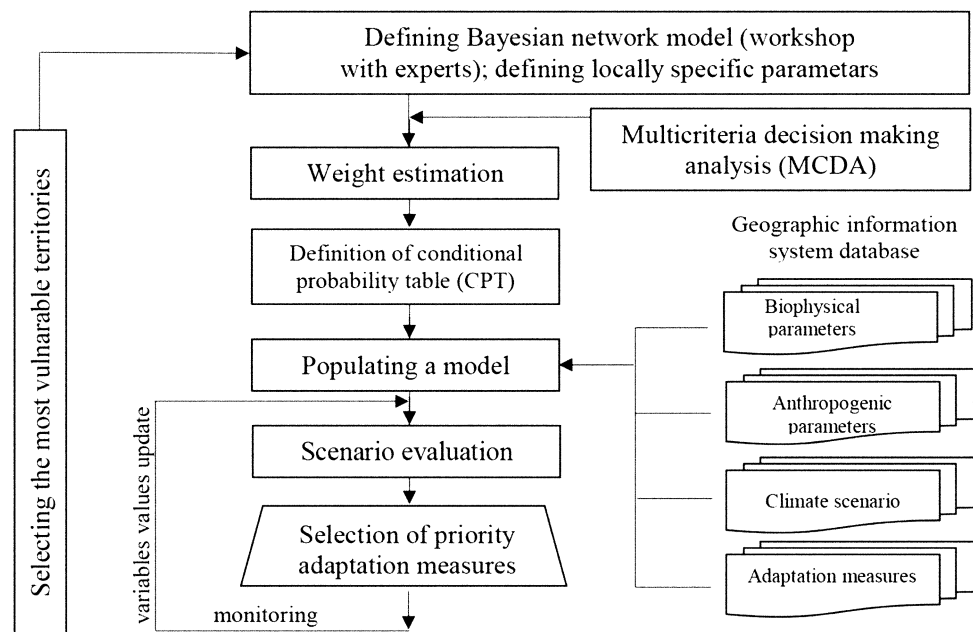 Defining Bayesian network model (workshop
with experts); defining locally specific parametars
Multicriteria decision making
analysis (MCDA)
Weight estimation
Geographic information
system database
Definition of conditional
probability table (CPT)
Biophysical
parameters
Populating a model
Anthropogenic
parameters
Scenario evaluation
Climate scenario
Selection of priority
adaptation measures
Adaptation measures
monitoring
variables values update
Selecting the most vulnarable territories